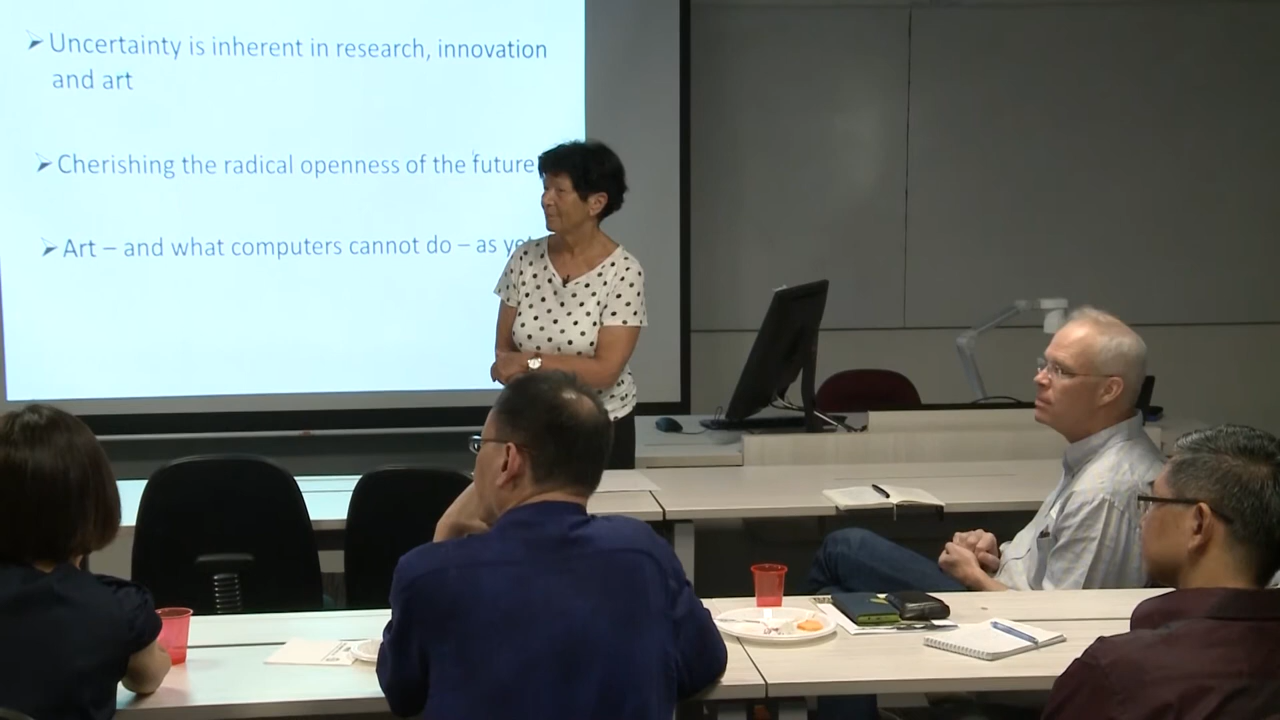 Uncertainty is inherent in research, innovation
and art
Cherishing the radical openness of the future
Art – and what computers cannot do – as yet